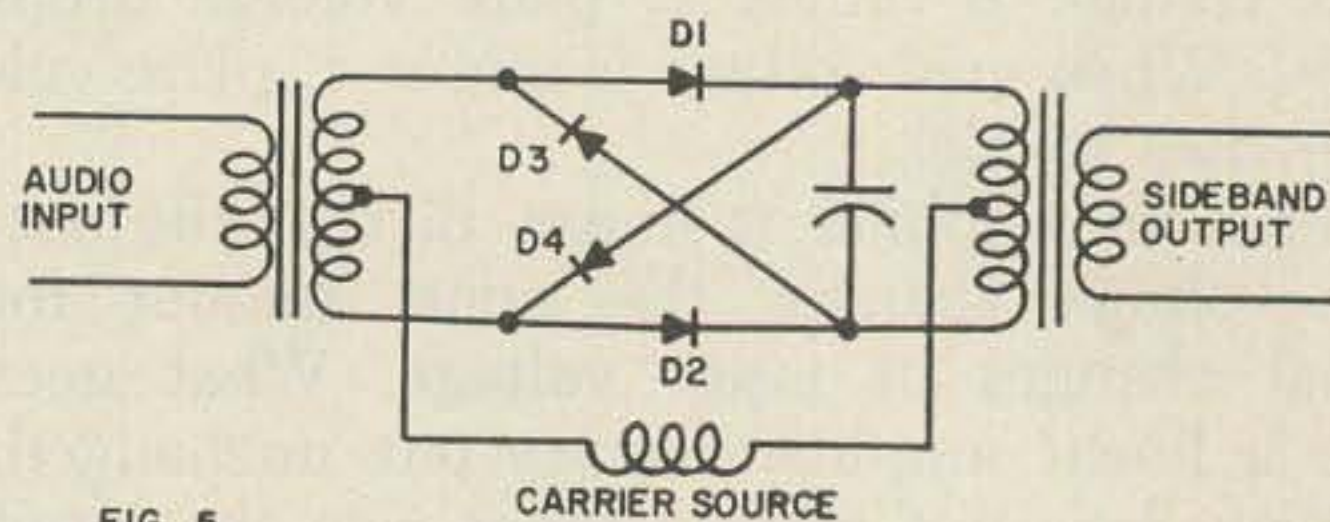 D1
D3
AUDIO
INPUT
D4
SIDEBAND
OUTPUT
D2
CARRIER SOURCE
FIG. 5